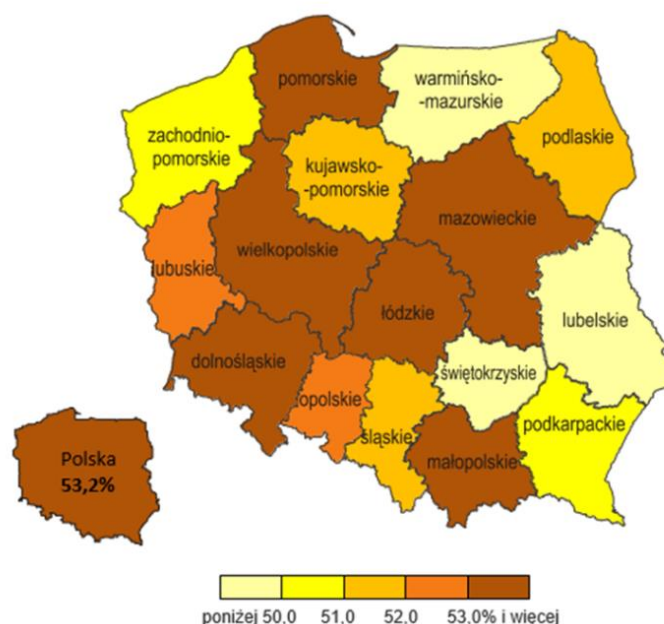 pomorskie
warmińsko-
-mazurskie
zachodnio-
pomorskie
podlaskie
kujawsko-
-pomorskie
mazowieckie
wielkopolskie
lubuskie
łódzkie
lubelskie
dolnośląskie
świętokrzyskie
opolskie
podkarpackie
śląskie
małopolskie
Polska
53,2%
poniżej 50,0 51,0 52,0 53,0% i więcej